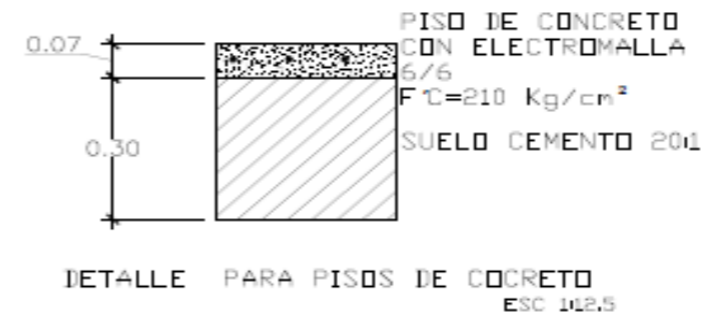 PISO DE CONCRETO
0.07
CON ELECTROMALLA
6/6
F'C=210 Kg/cm²
SUELO CEMENTO 20:1
0.30
DETALLE PARA PISOS DE COCRETO
ESC 1:12.5